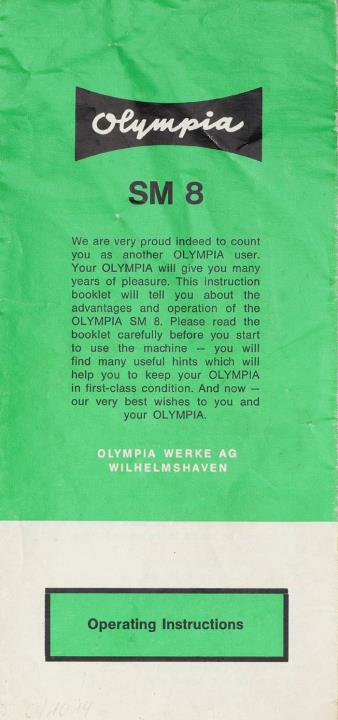 Olympia
SM 8
We are very proud indeed to count
you as another OLYMPIA user.
Your OLYMPIA will give you many
years of pleasure. This instruction
booklet will tell you about the
advantages and operation of the
OLYMPIA SM 8. Please read the
booklet carefully before you start
to use the machine — you will
find many useful hints which will
help you to keep your OLYMPIA
in first-class condition. And now —
our very best wishes to you and
your OLYMPIA.
OLYMPIA WERKE AG
WILHELMSHAVEN
Operating Instructions